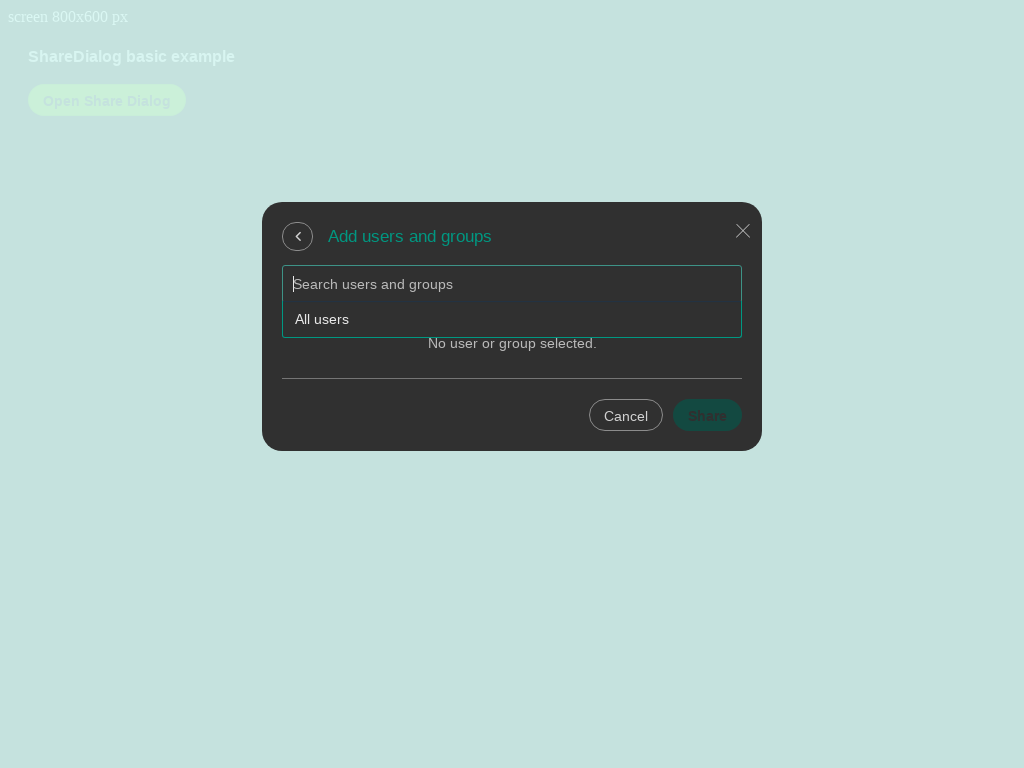 screen 800x600 px
ShareDialog basic example
Open Share Dialog
Add users and groups
Search users and groups
All users
No user or group selected.
Cancel
Share